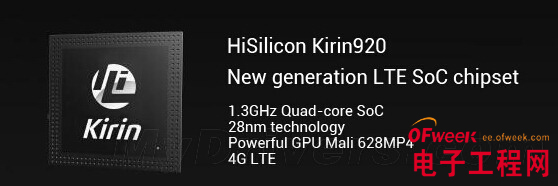 HiSilicon Kirin920
New generation LTE SoC chipset
1.3GHz Quad-core SoC
28nm technology
Powerful GPU Mali 628MP4
4G LTE
Kirin
OFweek
ee.ofweek.com
电子工程网